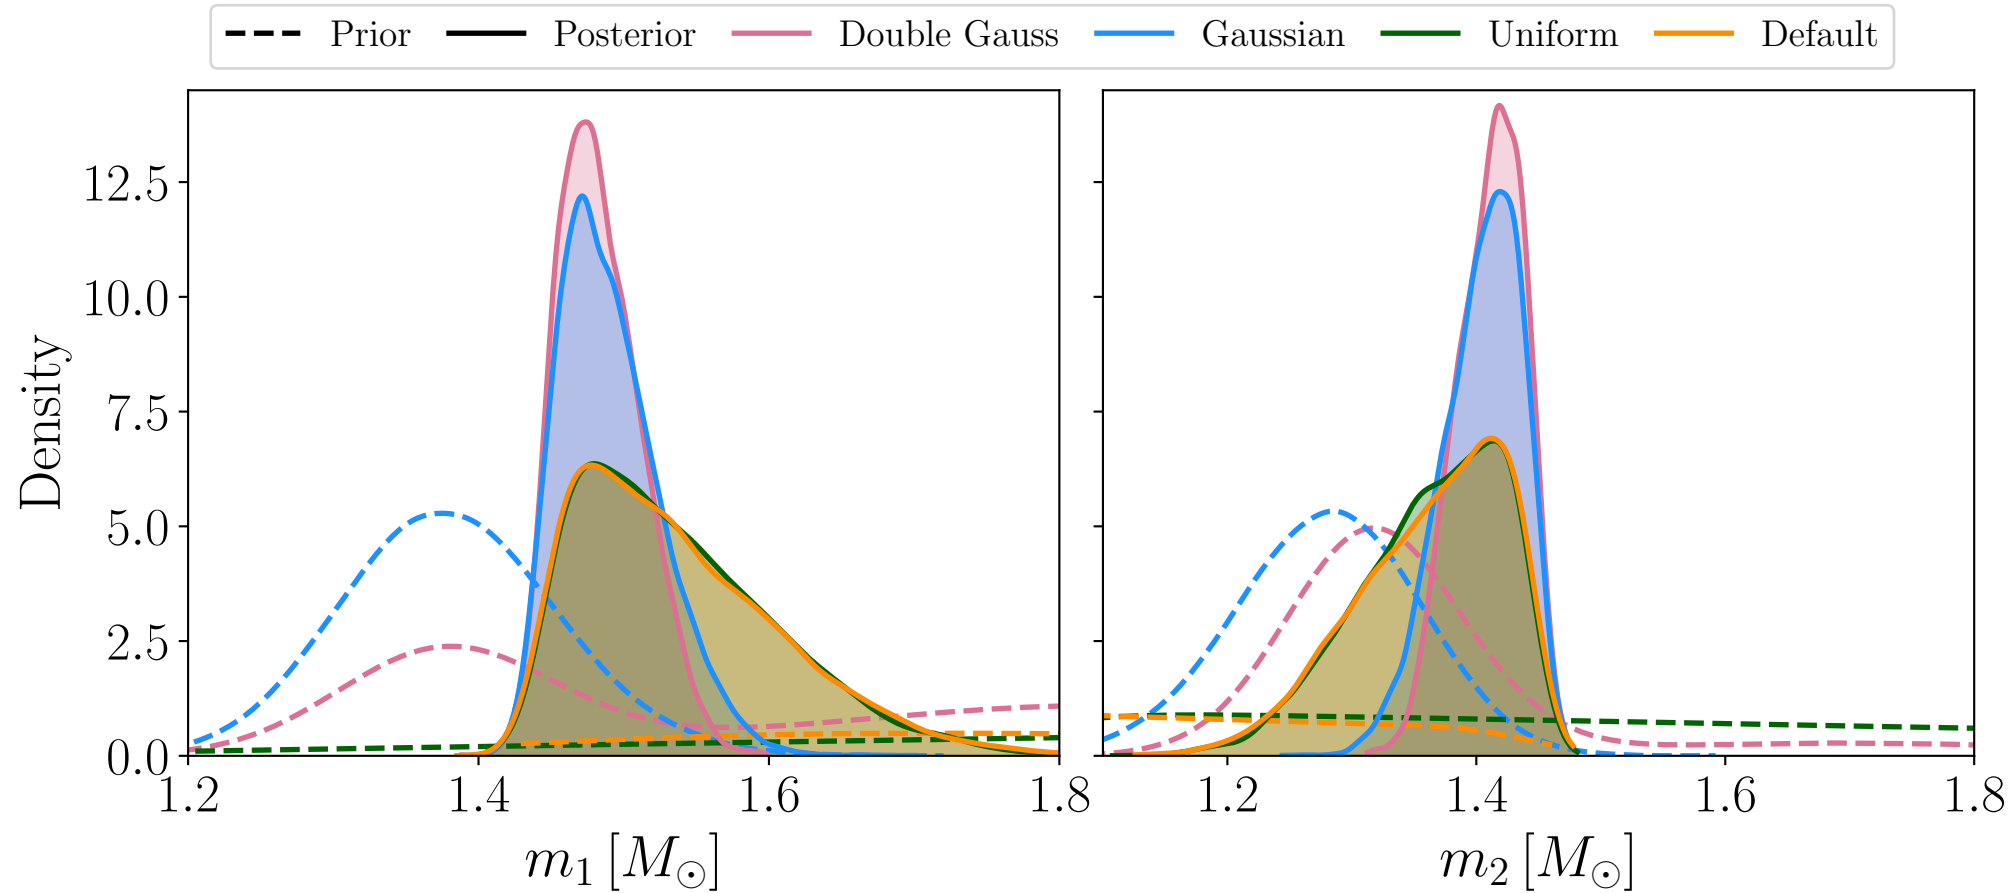 Prior Posterior Double Gauss Gaussian Uniform Default
Density
12.5
10.0
7.5
5.0
2.5
0.0
1.2 1.4 1.6 1.8
m₁ [M☉]
1.2 1.4 1.6 1.8
m₂ [M☉]